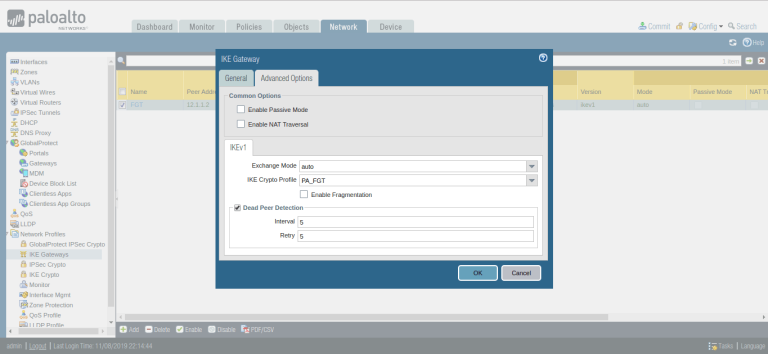 paloalto
NETWORKS
Dashboard Monitor Policies Objects Network Device
Commit Config Search
Help
Interfaces
Zones
VLANs
Virtual Wires
Virtual Routers
IPSec Tunnels
DHCP
DNS Proxy
GlobalProtect
Portals
Gateways
MDM
Device Block List
Clientless Apps
Clientless App Groups
QoS
LLDP
Network Profiles
GlobalProtect IPSec Crypto
IKE Gateways
IPSec Crypto
IKE Crypto
Monitor
Interface Mgmt
Zone Protection
QoS Profile
LLDP Profile
1 item
Name Peer Version Mode Passive Mode NAT
FGT 12.1.1.2 ikev1 auto
IKE Gateway
General Advanced Options
Common Options
Enable Passive Mode
Enable NAT Traversal
IKEv1
Exchange Mode auto
IKE Crypto Profile PA_FGT
Enable Fragmentation
Dead Peer Detection
Interval 5
Retry 5
OK Cancel
Add Delete Enable Disable PDF/CSV
admin | Logout | Last Login Time: 11/08/2019 22:14:44
Tasks | Language